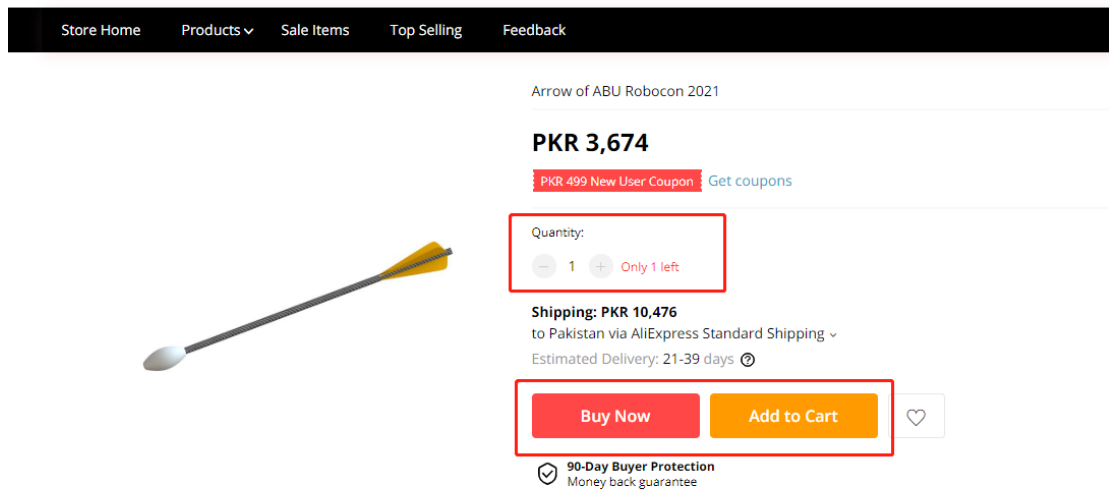 Store Home Products Sale Items Top Selling Feedback
Arrow of ABU Robocon 2021
PKR 3,674
PKR 499 New User Coupon Get coupons
Quantity:
1 Only 1 left
Shipping: PKR 10,476
to Pakistan via AliExpress Standard Shipping
Estimated Delivery: 21-39 days
Buy Now Add to Cart
90-Day Buyer Protection
Money back guarantee